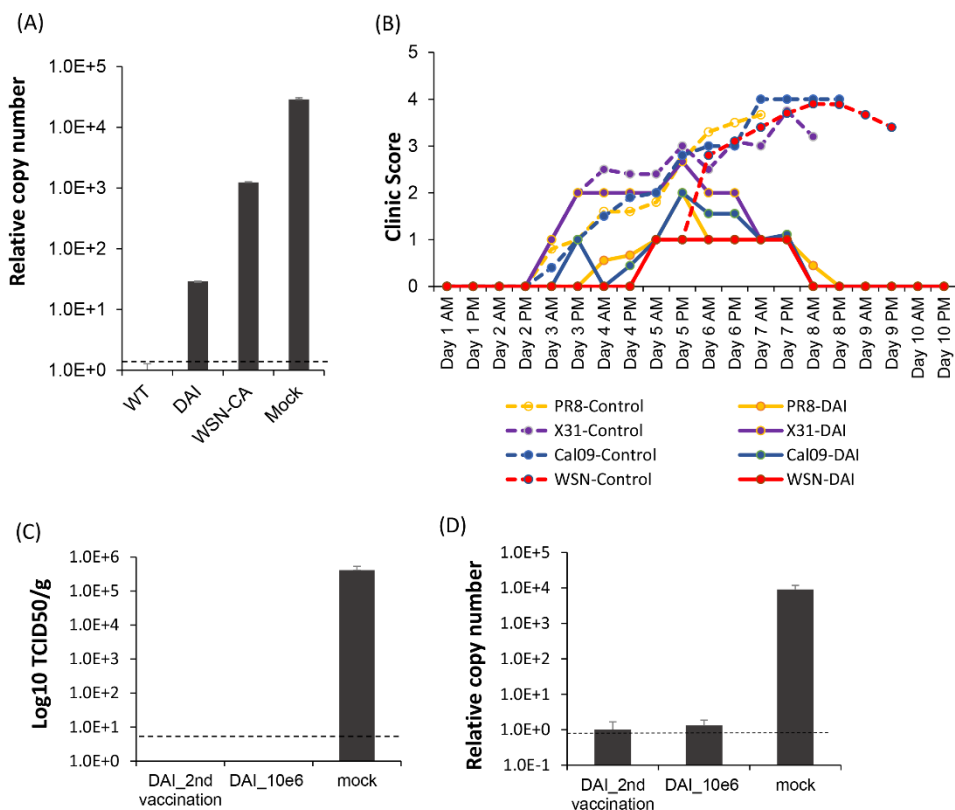 (A)
Relative copy number
1.0E+5
1.0E+4
1.0E+3
1.0E+2
1.0E+1
1.0E+0
WT
DAI
WSN-CA
Mock
(B)
Clinic Score
5
4
3
2
1
0
Day 1 AM
Day 1 PM
Day 2 AM
Day 2 PM
Day 3 AM
Day 3 PM
Day 4 AM
Day 4 PM
Day 5 AM
Day 5 PM
Day 6 AM
Day 6 PM
Day 7 AM
Day 7 PM
Day 8 AM
Day 8 PM
Day 9 AM
Day 9 PM
Day 10 AM
Day 10 PM
PR8-Control
PR8-DAI
X31-Control
X31-DAI
Cal09-Control
Cal09-DAI
WSN-Control
WSN-DAI
(C)
Log10 TCID50/g
1.0E+6
1.0E+5
1.0E+4
1.0E+3
1.0E+2
1.0E+1
1.0E+0
DAI_2nd
vaccination
DAI_10e6
mock
(D)
Relative copy number
1.0E+5
1.0E+4
1.0E+3
1.0E+2
1.0E+1
1.0E+0
1.0E-1
DAI_2nd
vaccination
DAI_10e6
mock